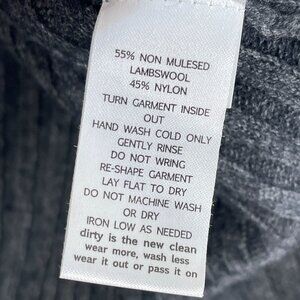 55% NON MULESED
LAMBSWOOL
45% NYLON
TURN GARMENT INSIDE
OUT
HAND WASH COLD ONLY
GENTLY RINSE
DO NOT WRING
RE-SHAPE GARMENT
LAY FLAT TO DRY
DO NOT MACHINE WASH
OR DRY
IRON LOW AS NEEDED
dirty is the new clean
wear more, wash less
wear it out or pass it on